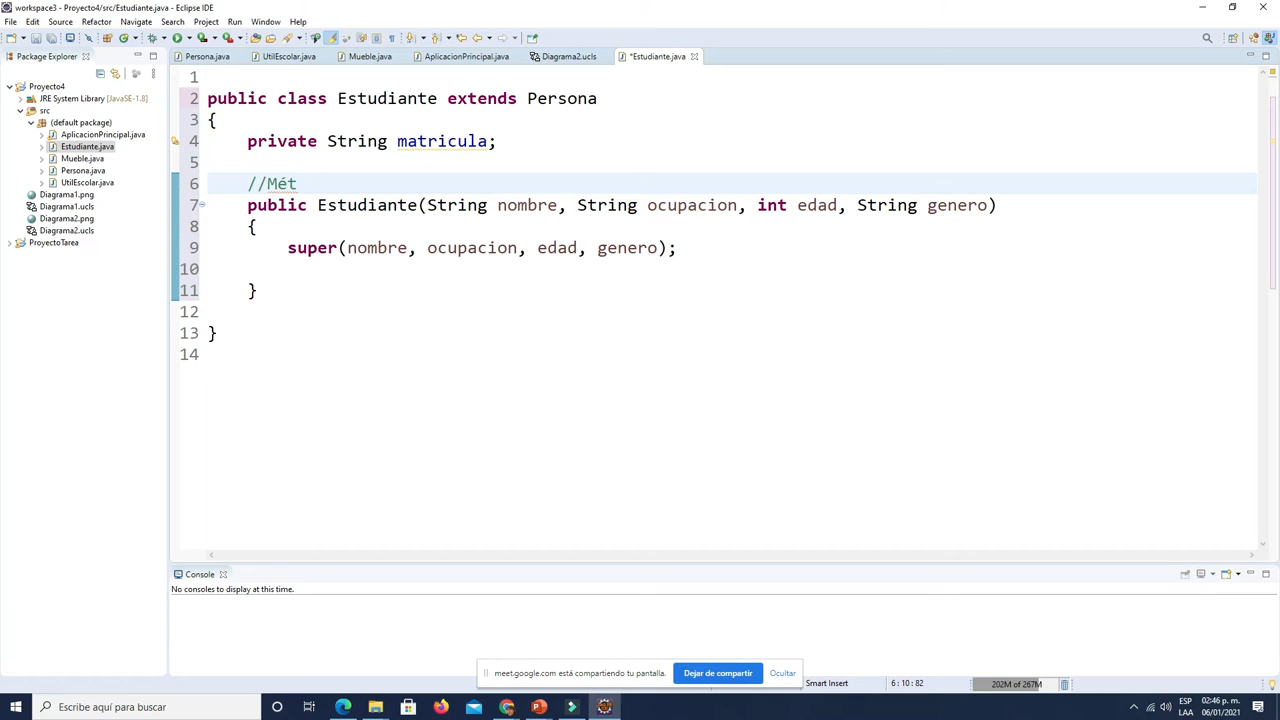 workspace3 - Proyecto4/src/Estudiante.java - Eclipse IDE
File Edit Source Refactor Navigate Search Project Run Window Help
Package Explorer
Persona.java UtilEscolar.java Mueble.java AplicacionPrincipal.java Diagrama2.ucls *Estudiante.java
Proyecto4
JRE System Library [JavaSE-1.8]
src
(default package)
AplicacionPrincipal.java
Estudiante.java
Mueble.java
Persona.java
UtilEscolar.java
Diagrama1.png
Diagrama1.ucls
Diagrama2.png
Diagrama2.ucls
ProyectoTarea
1
2 public class Estudiante extends Persona
3 {
4 private String matricula;
5
6 //Mét
7 public Estudiante(String nombre, String ocupacion, int edad, String genero)
8 {
9 super(nombre, ocupacion, edad, genero);
10
11 }
12
13 }
14
Console
No consoles to display at this time.
meet.google.com está compartiendo tu pantalla. Dejar de compartir Ocultar
Smart Insert 6 : 10 : 82 202M of 267M
Escribe aquí para buscar
ESP 02:46 p. m.
LAA 06/01/2021